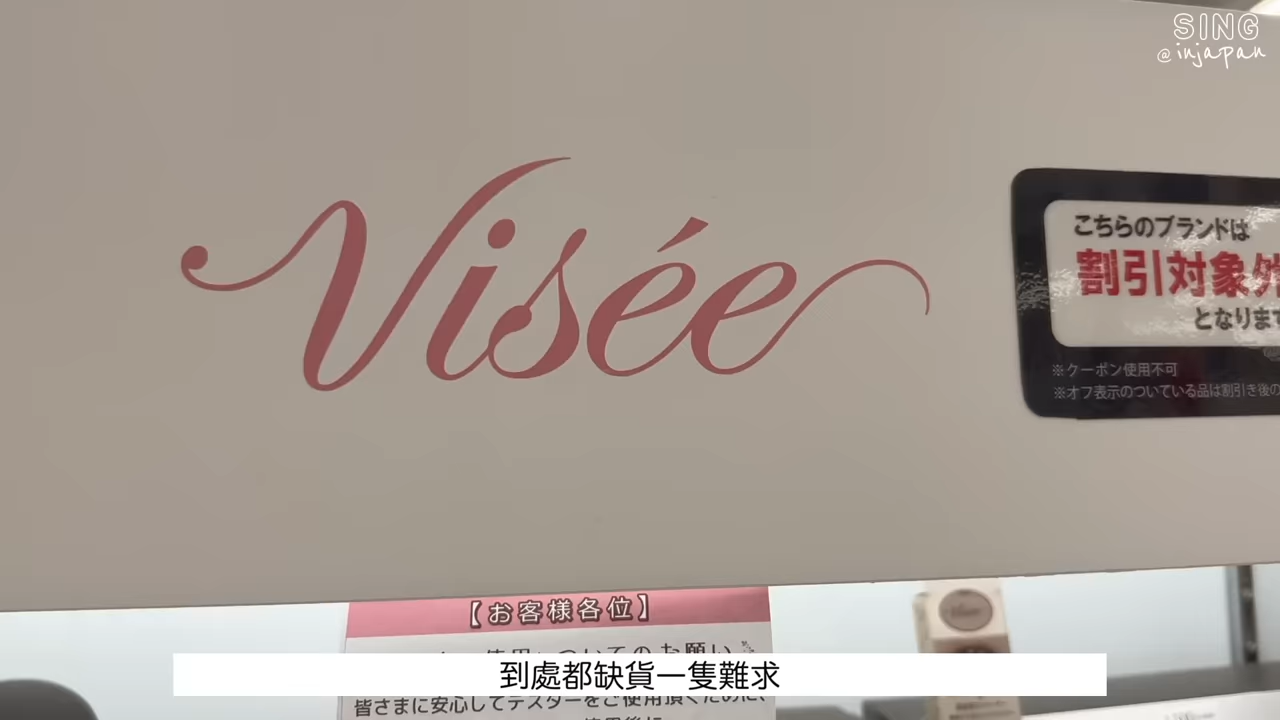 SING
@injapan
Visée
こちらのブランドは
割引対象外
となります
※クーポン使用不可
※オフ表示のついている品は割引き後の
【お客様各位】
到處都缺貨一隻難求
皆さまに安心してテスターをご使用頂くために、